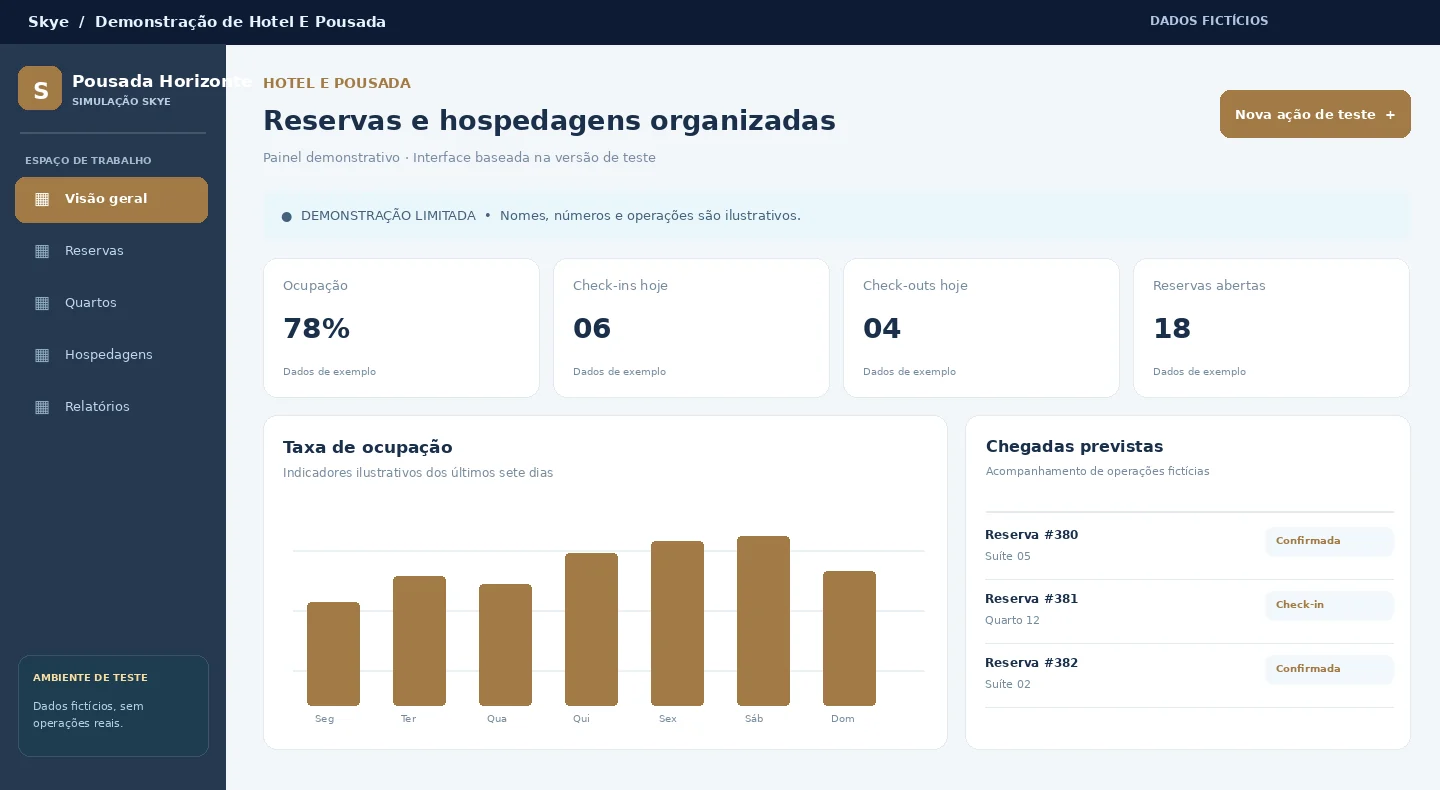 Skye / Demonstração de Hotel E Pousada
DADOS FICTÍCIOS
S
Pousada Horizonte
SIMULAÇÃO SKYE
ESPAÇO DE TRABALHO
Visão geral
Reservas
Quartos
Hospedagens
Relatórios
AMBIENTE DE TESTE
Dados fictícios, sem
operações reais.
HOTEL E POUSADA
Reservas e hospedagens organizadas
Painel demonstrativo · Interface baseada na versão de teste
Nova ação de teste +
● DEMONSTRAÇÃO LIMITADA • Nomes, números e operações são ilustrativos.
Ocupação
78%
Dados de exemplo
Check-ins hoje
06
Dados de exemplo
Check-outs hoje
04
Dados de exemplo
Reservas abertas
18
Dados de exemplo
Taxa de ocupação
Indicadores ilustrativos dos últimos sete dias
Seg Ter Qua Qui Sex Sáb Dom
Chegadas previstas
Acompanhamento de operações fictícias
Reserva #380
Confirmada
Suíte 05
Reserva #381
Check-in
Quarto 12
Reserva #382
Confirmada
Suíte 02